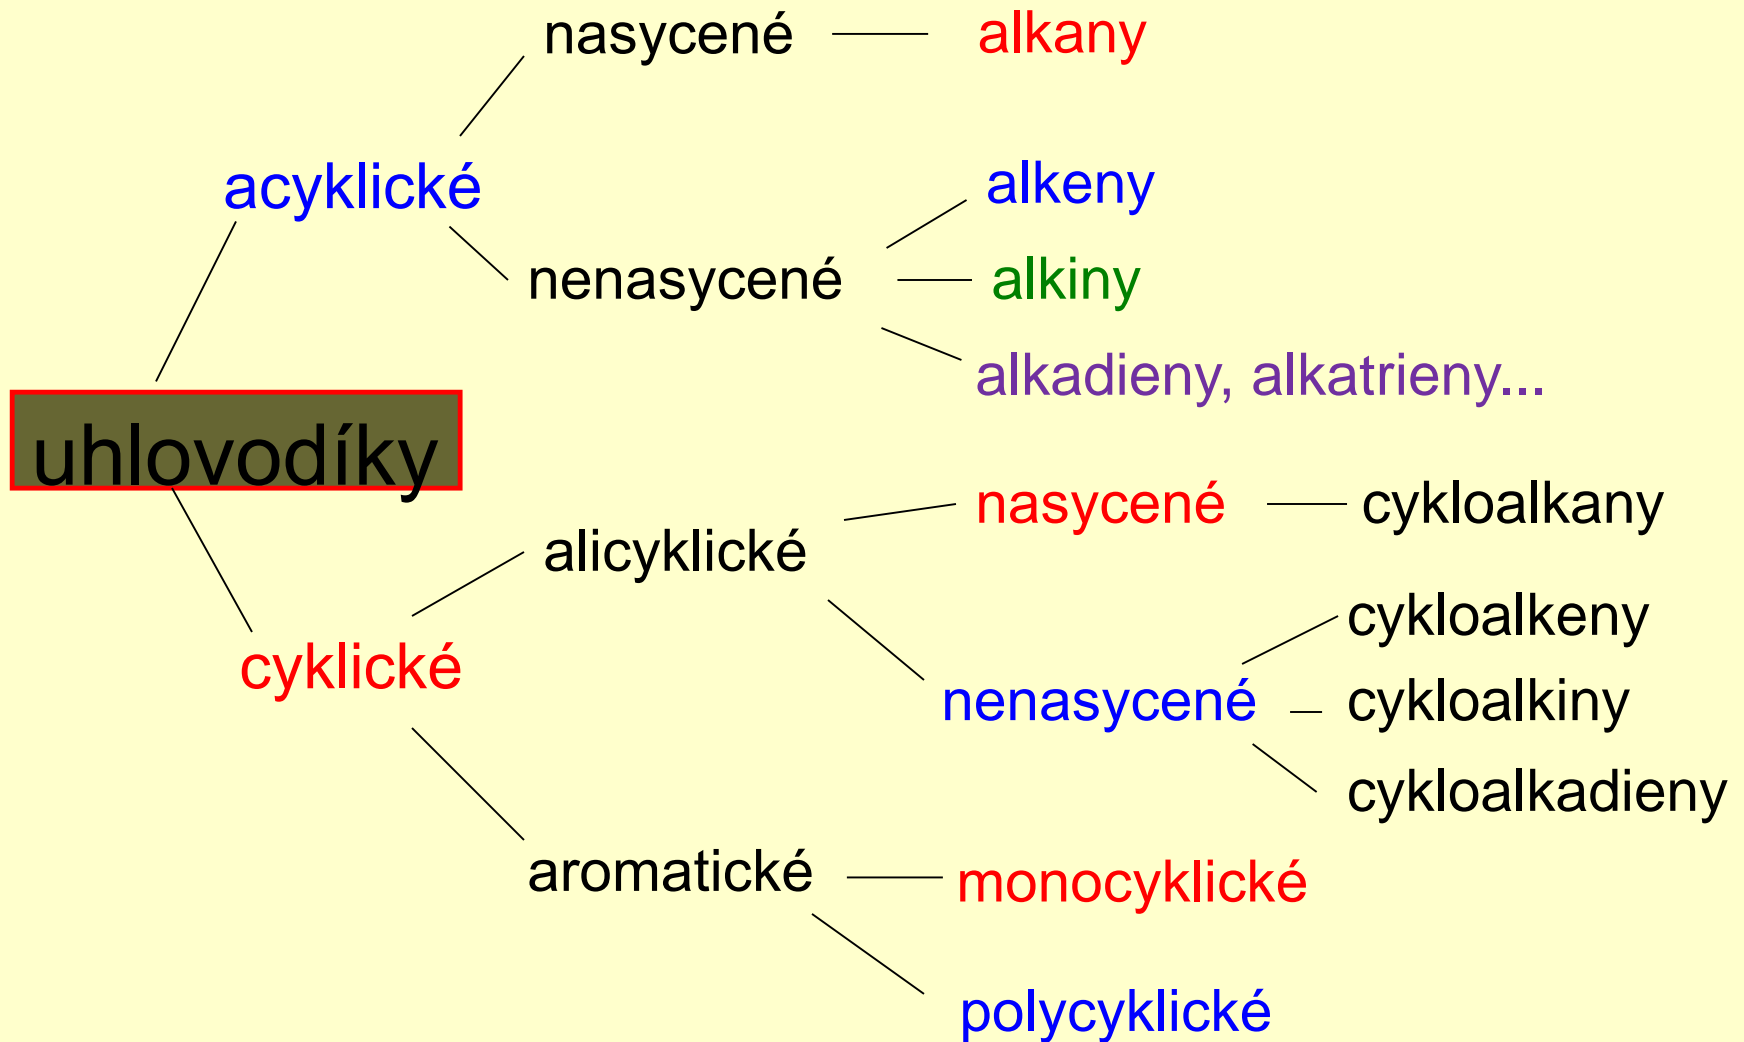 nasycené alkany
acyklické alkeny
nenasycené alkiny
alkadieny, alkatrieny...
uhlovodíky
nasycené cykloalkany
alicyklické
cykloalkeny
cyklické
nenasycené cykloalkiny
cykloalkadieny
aromatické monocyklické
polycyklické